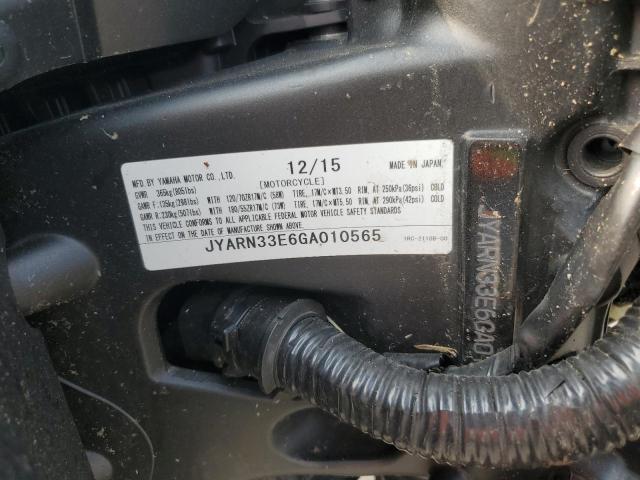 MFD.BY YAMAHA MOTOR CO.,LTD. 12/15 MADE IN JAPAN
[MOTORCYCLE]
GVWR: 365kg(805lbs)
GAWR F.:135kg(298lbs) WITH 120/70ZR17M/C (58W) TIRE, 17M/C×MT3.50 RIM, AT 250kPa(36psi) COLD
GAWR R.:230kg(507lbs) WITH 180/55ZR17M/C (73W) TIRE, 17M/C×MT5.50 RIM, AT 290kPa(42psi) COLD
THIS VEHICLE CONFORMS TO ALL APPLICABLE FEDERAL MOTOR VEHICLE SAFETY STANDARDS
IN EFFECT ON THE DATE OF MANUFACTURE SHOWN ABOVE.
JYARN33E6GA010565 1RC-2110B-00
JYARN33E6GA0